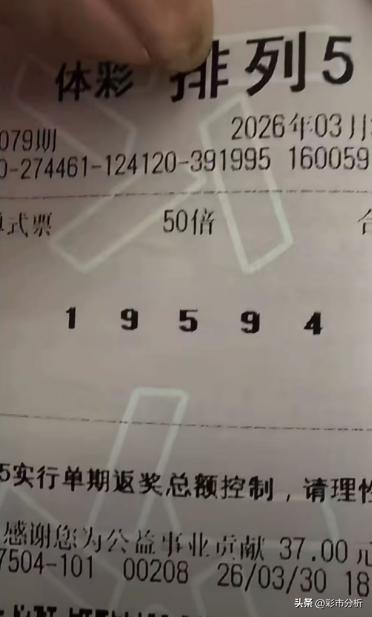 体彩 排列5
079期 2026年03月
0-274461-124120-391995 160059
单式票 50倍
1 9 5 9 4
5实行单期返奖总额控制，请理性
感谢您为公益事业贡献 37.00元
7504-101 00208 26/03/30 18
头条 @彩市分析